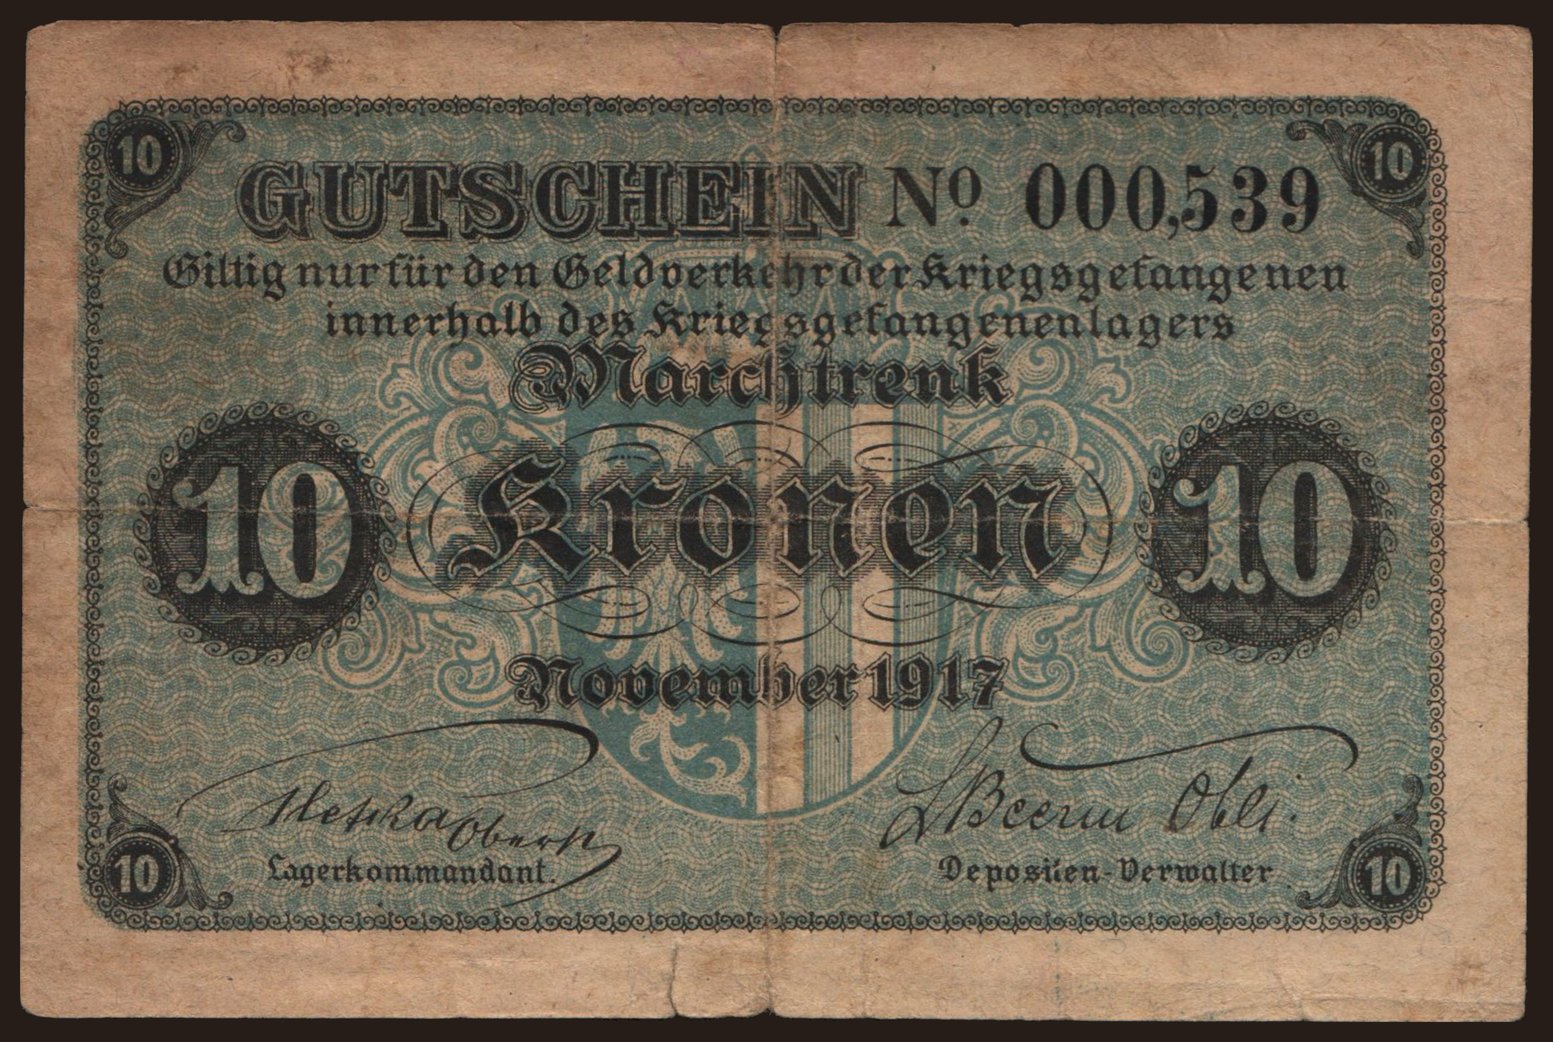 10 10
GUTSCHEIN No 000,539
Giltig nur für den Geldverkehr der Kriegsgefangenen
innerhalb des Kriegsgefangenenlagers
Marchtrenk
10 Kronen 10
November 1917
Oberst
Lagerkommandant. Depositen-Verwalter
10 10